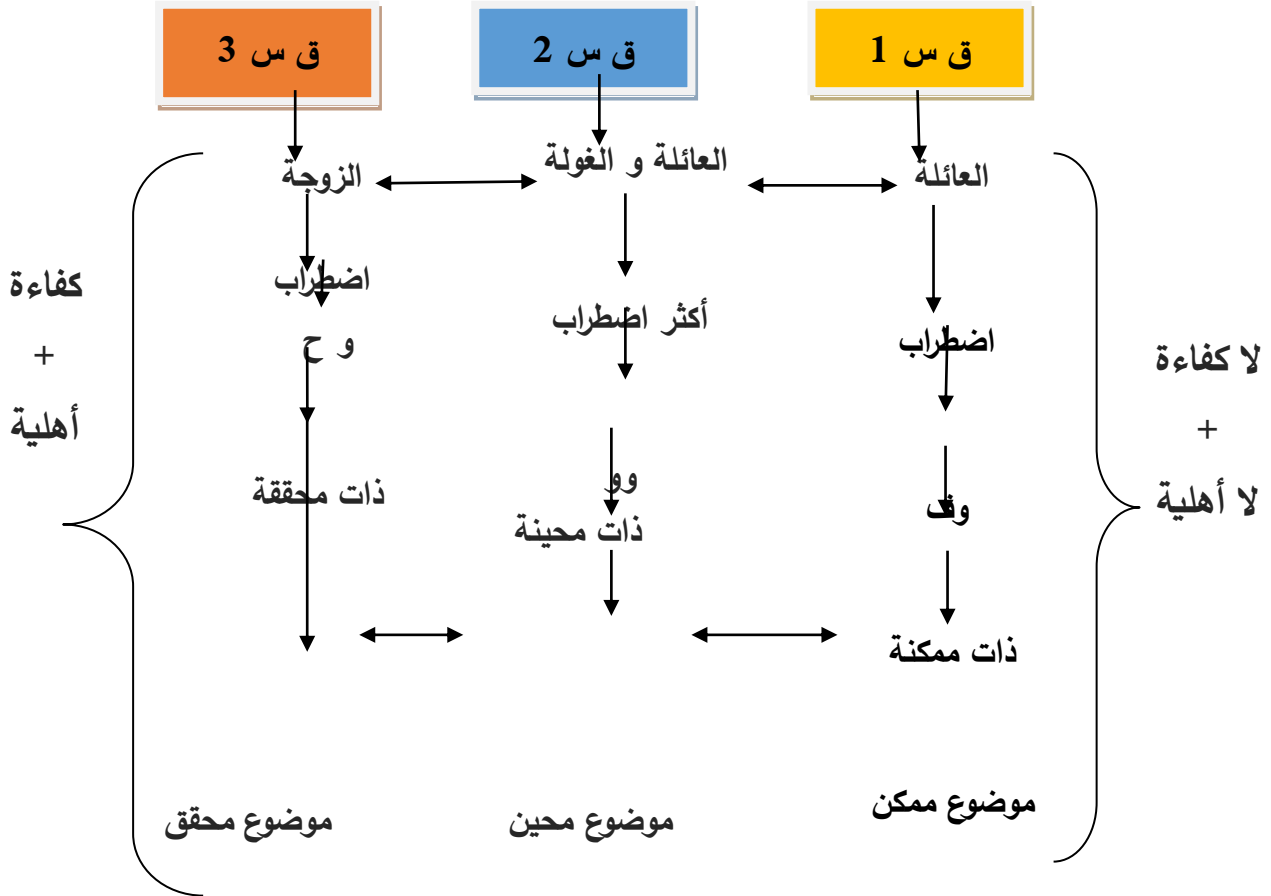 ق س 1
ق س 2
ق س 3
العائلة
العائلة و الغولة
الزوجة
اضطراب
أكثر اضطراب
اضطراب
و ح
لا كفاءة
+
لا أهلية
كفاءة
+
أهلية
وف
وو
ذات محققة
ذات محينة
ذات ممكنة
موضوع ممكن
موضوع محين
موضوع محقق